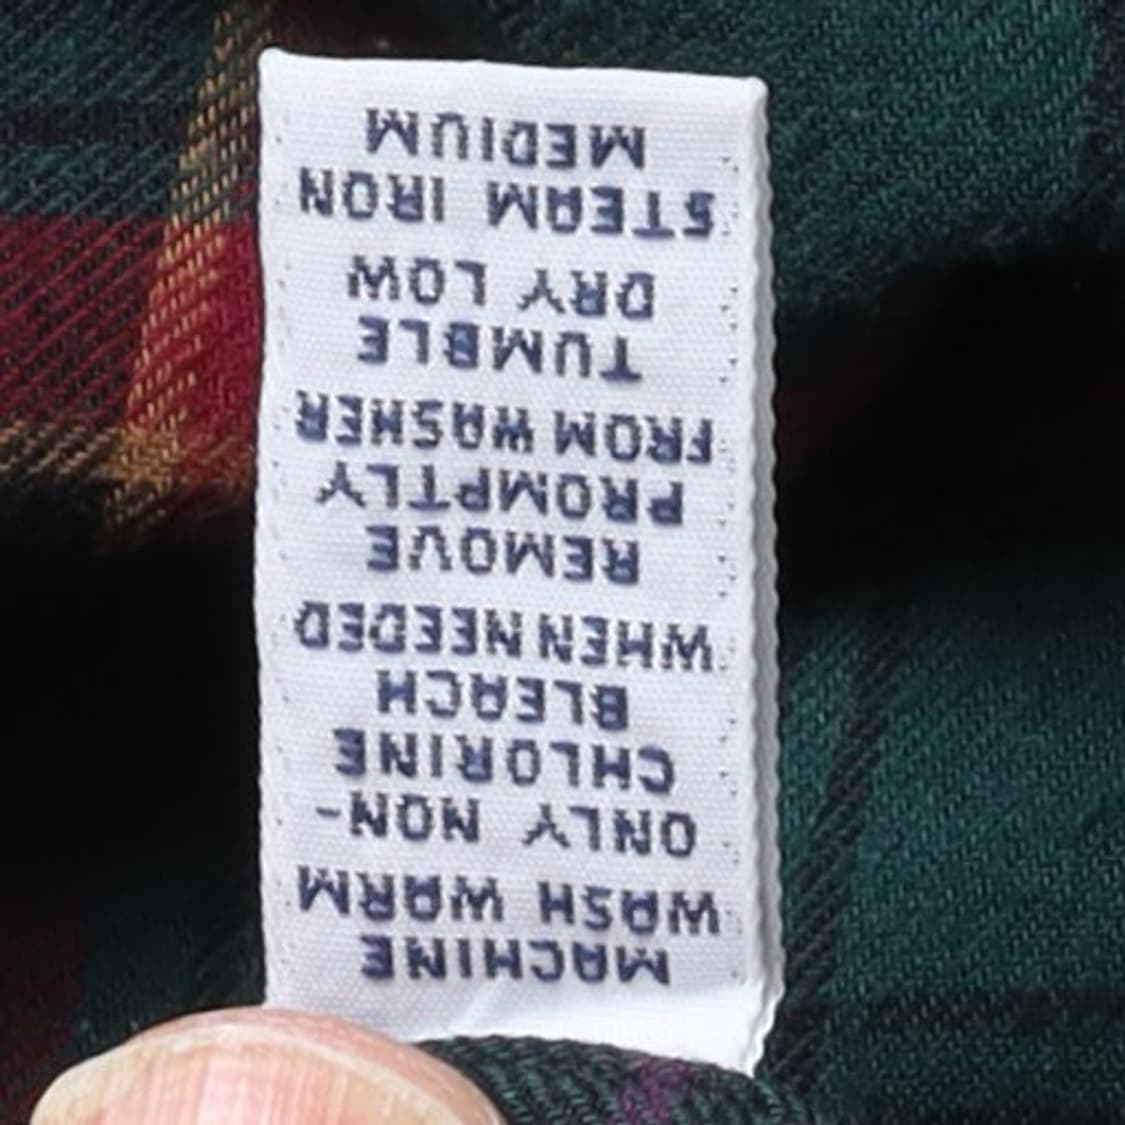 MACHINE
WASH WARM
ONLY NON-
CHLORINE
BLEACH
WHEN NEEDED
REMOVE
PROMPTLY
FROM WASHER
TUMBLE
DRY LOW
STEAM IRON
MEDIUM